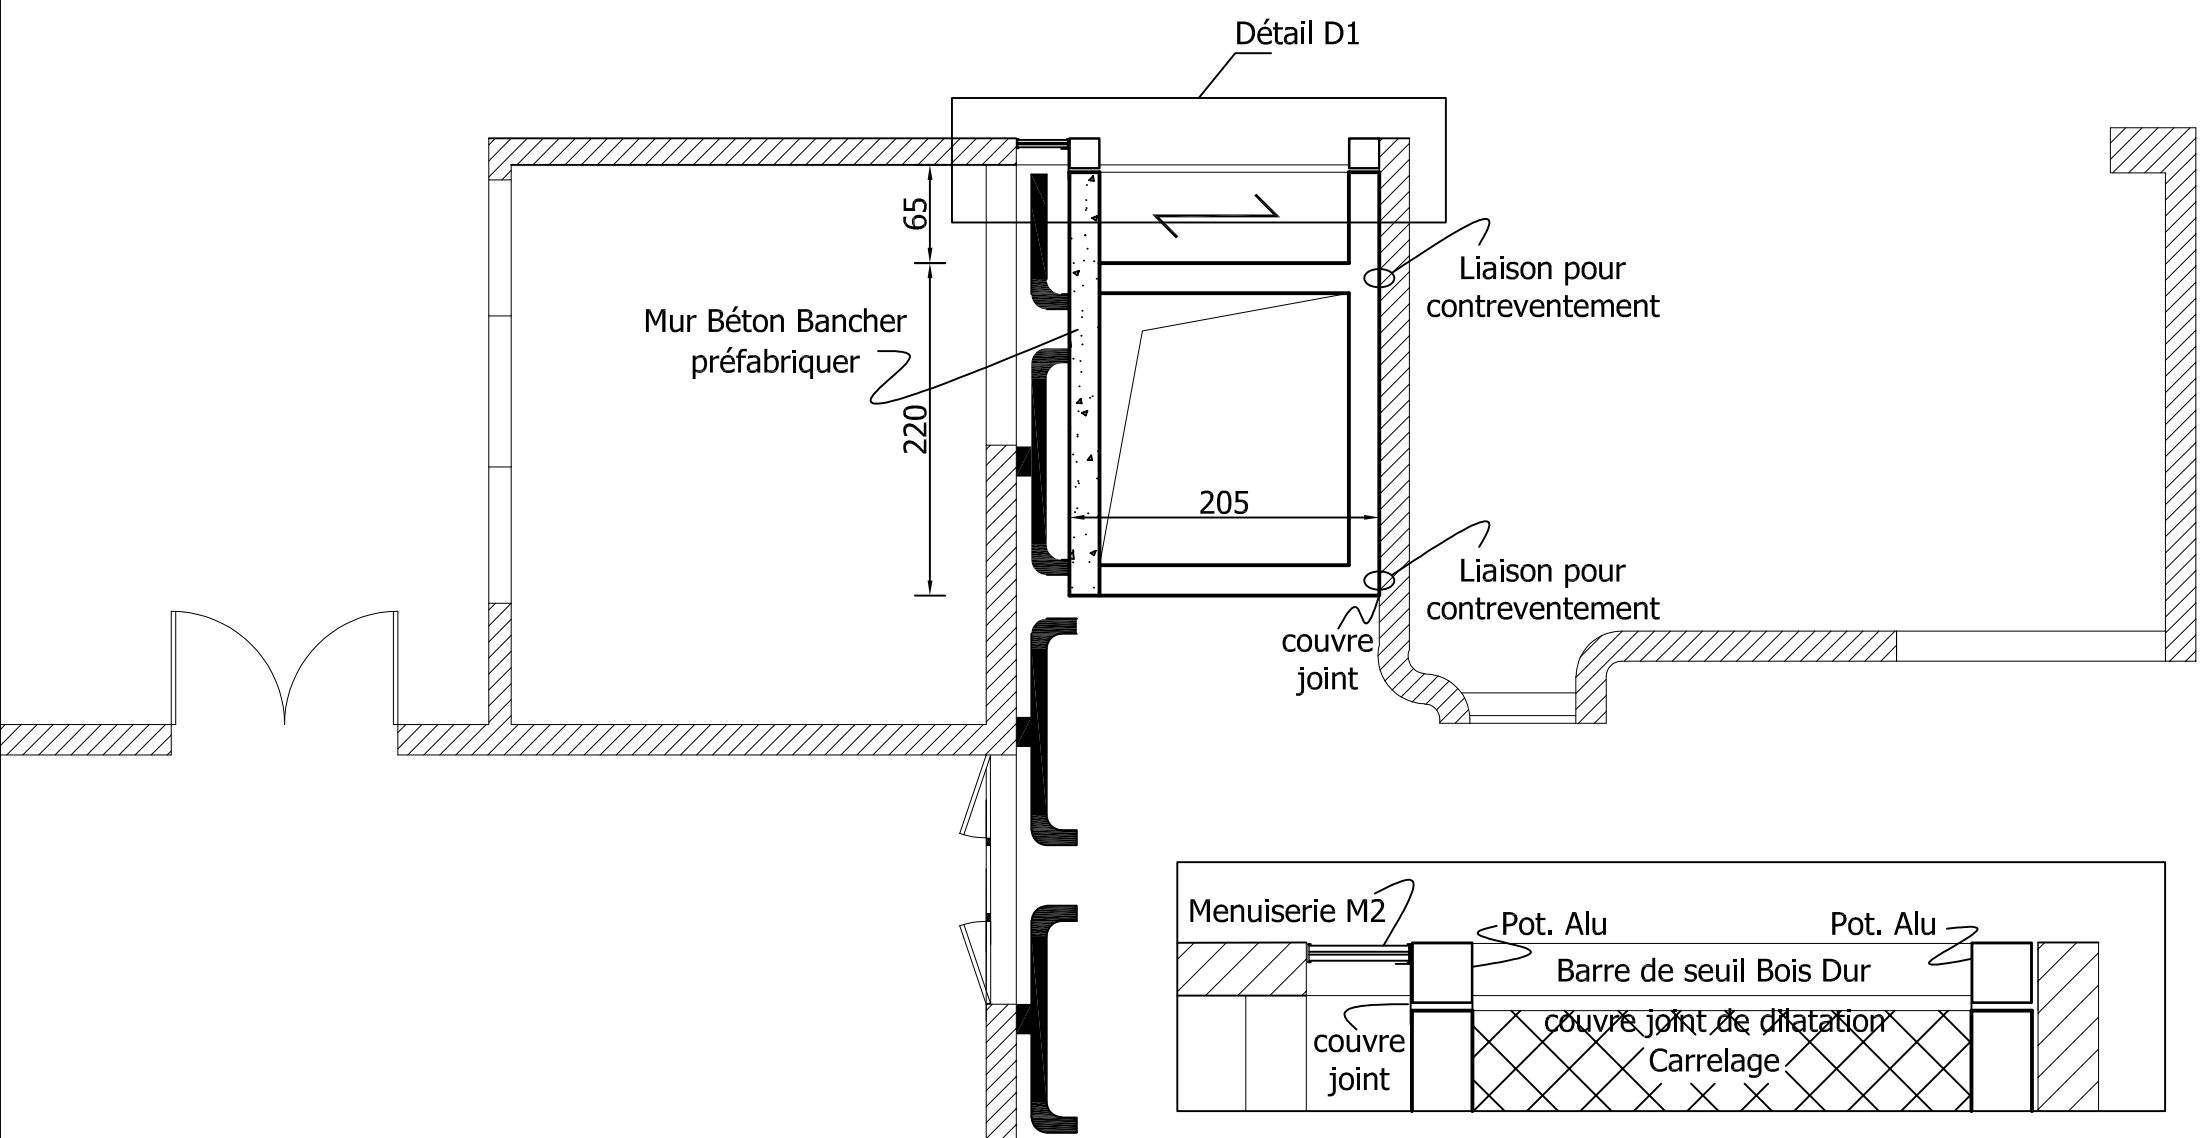 Détail D1
65
Liaison pour
contreventement
Mur Béton Bancher
préfabriquer
220
205
Liaison pour
contreventement
couvre
joint
Menuiserie M2
Pot. Alu
Pot. Alu
Barre de seuil Bois Dur
couvre joint de dilatation
couvre
joint
Carrelage